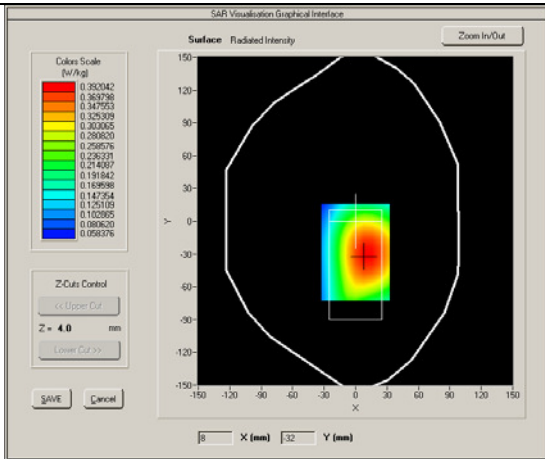 SAR Visualisation Graphical Interface
Surface Radiated Intensity
Zoom In/Out
Colors Scale
(W/kg)
0.392042
0.369798
0.347553
0.325309
0.303065
0.280820
0.258576
0.236331
0.214087
0.191842
0.169598
0.147354
0.125109
0.102865
0.080620
0.058376
Z-Cuts Control
<< Upper Cut
Z = 4.0 mm
Lower Cut >>
SAVE
Cancel
150
120
90
60
30
0
-30
-60
-90
-120
-150
Y
-150 -120 -90 -60 -30 0 30 60 90 120 150
X
8 X (mm) -32 Y (mm)